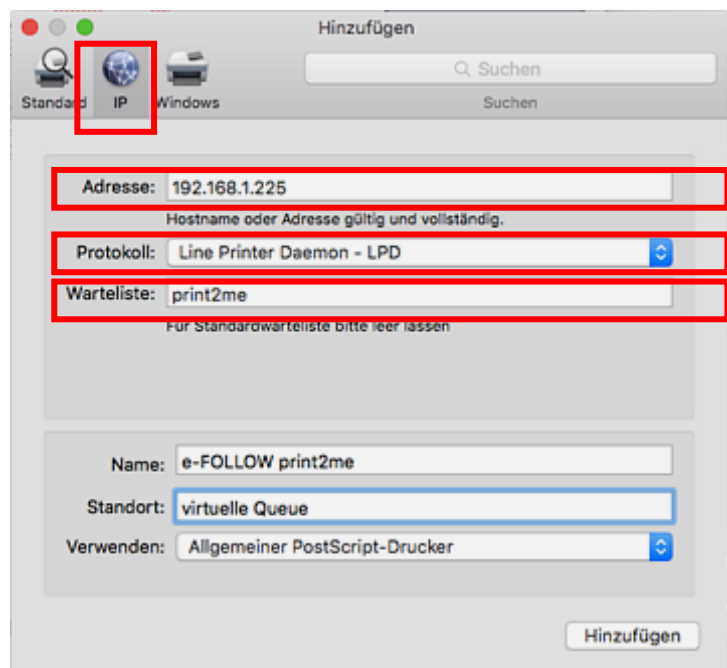 Hinzufügen
Suchen
Standard IP Windows Suchen
Adresse: 192.168.1.225
Hostname oder Adresse gültig und vollständig.
Protokoll: Line Printer Daemon - LPD
Warteliste: print2me
Für Standardwarteliste bitte leer lassen
Name: e-FOLLOW print2me
Standort: virtuelle Queue
Verwenden: Allgemeiner PostScript-Drucker
Hinzufügen